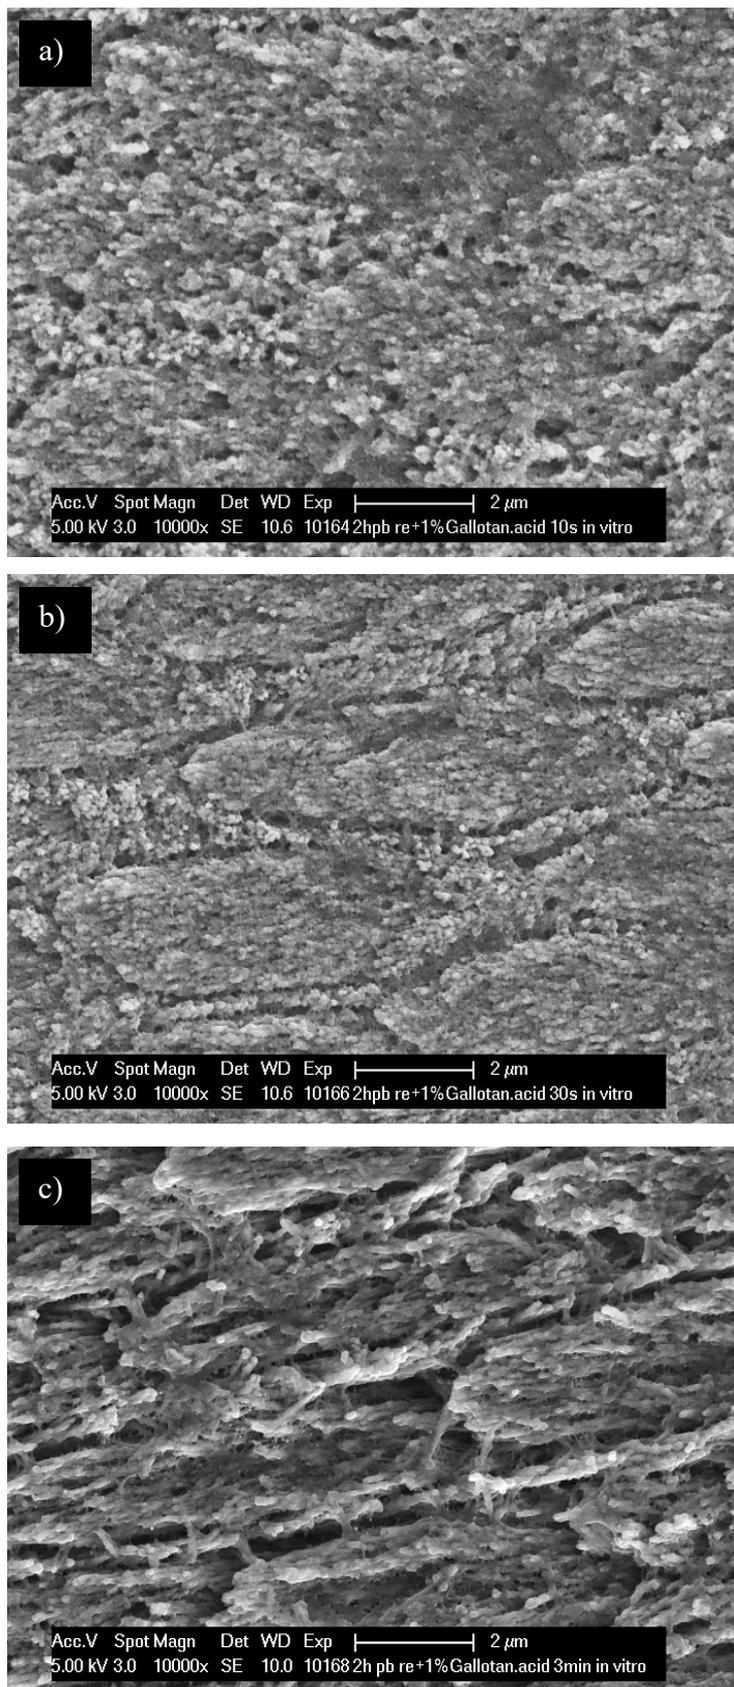 a)
Acc.V Spot Magn Det WD Exp 2 µm
5.00 kV 3.0 10000x SE 10.6 10164 2hpb re+1%Gallotan.acid 10s in vitro
b)
Acc.V Spot Magn Det WD Exp 2 µm
5.00 kV 3.0 10000x SE 10.6 10166 2hpb re+1%Gallotan.acid 30s in vitro
c)
Acc.V Spot Magn Det WD Exp 2 µm
5.00 kV 3.0 10000x SE 10.0 10168 2h pb re+1%Gallotan.acid 3min in vitro